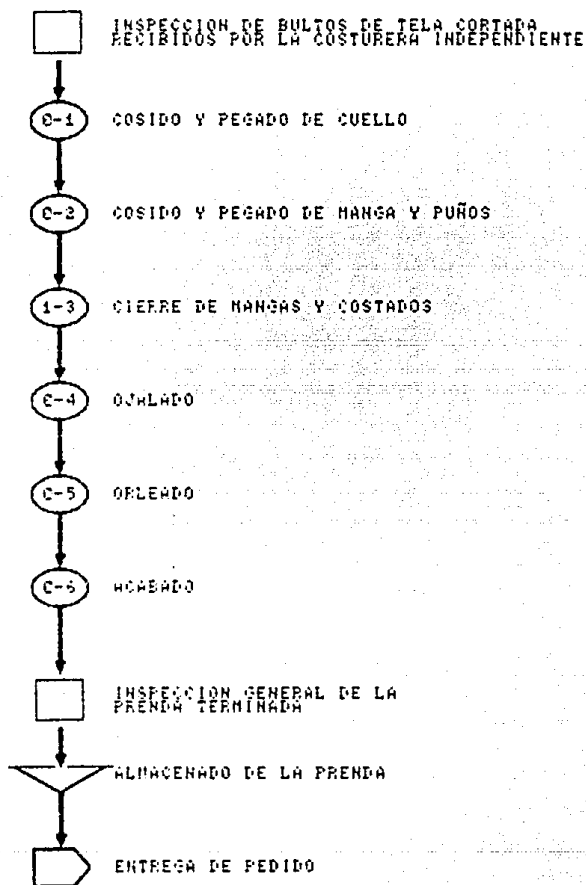 INSPECCION DE BULTOS DE TELA CORTADA
RECIBIDOS POR LA COSTURERA INDEPENDIENTE
C-1 COSIDO Y PEGADO DE CUELLO
C-2 COSIDO Y PEGADO DE MANGA Y PUÑOS
1-3 CIERRE DE MANGAS Y COSTADOS
C-4 OJALADO
C-5 ORLEADO
C-6 ACABADO
INSPECCION GENERAL DE LA
PRENDA TERMINADA
ALMACENADO DE LA PRENDA
ENTREGA DE PEDIDO